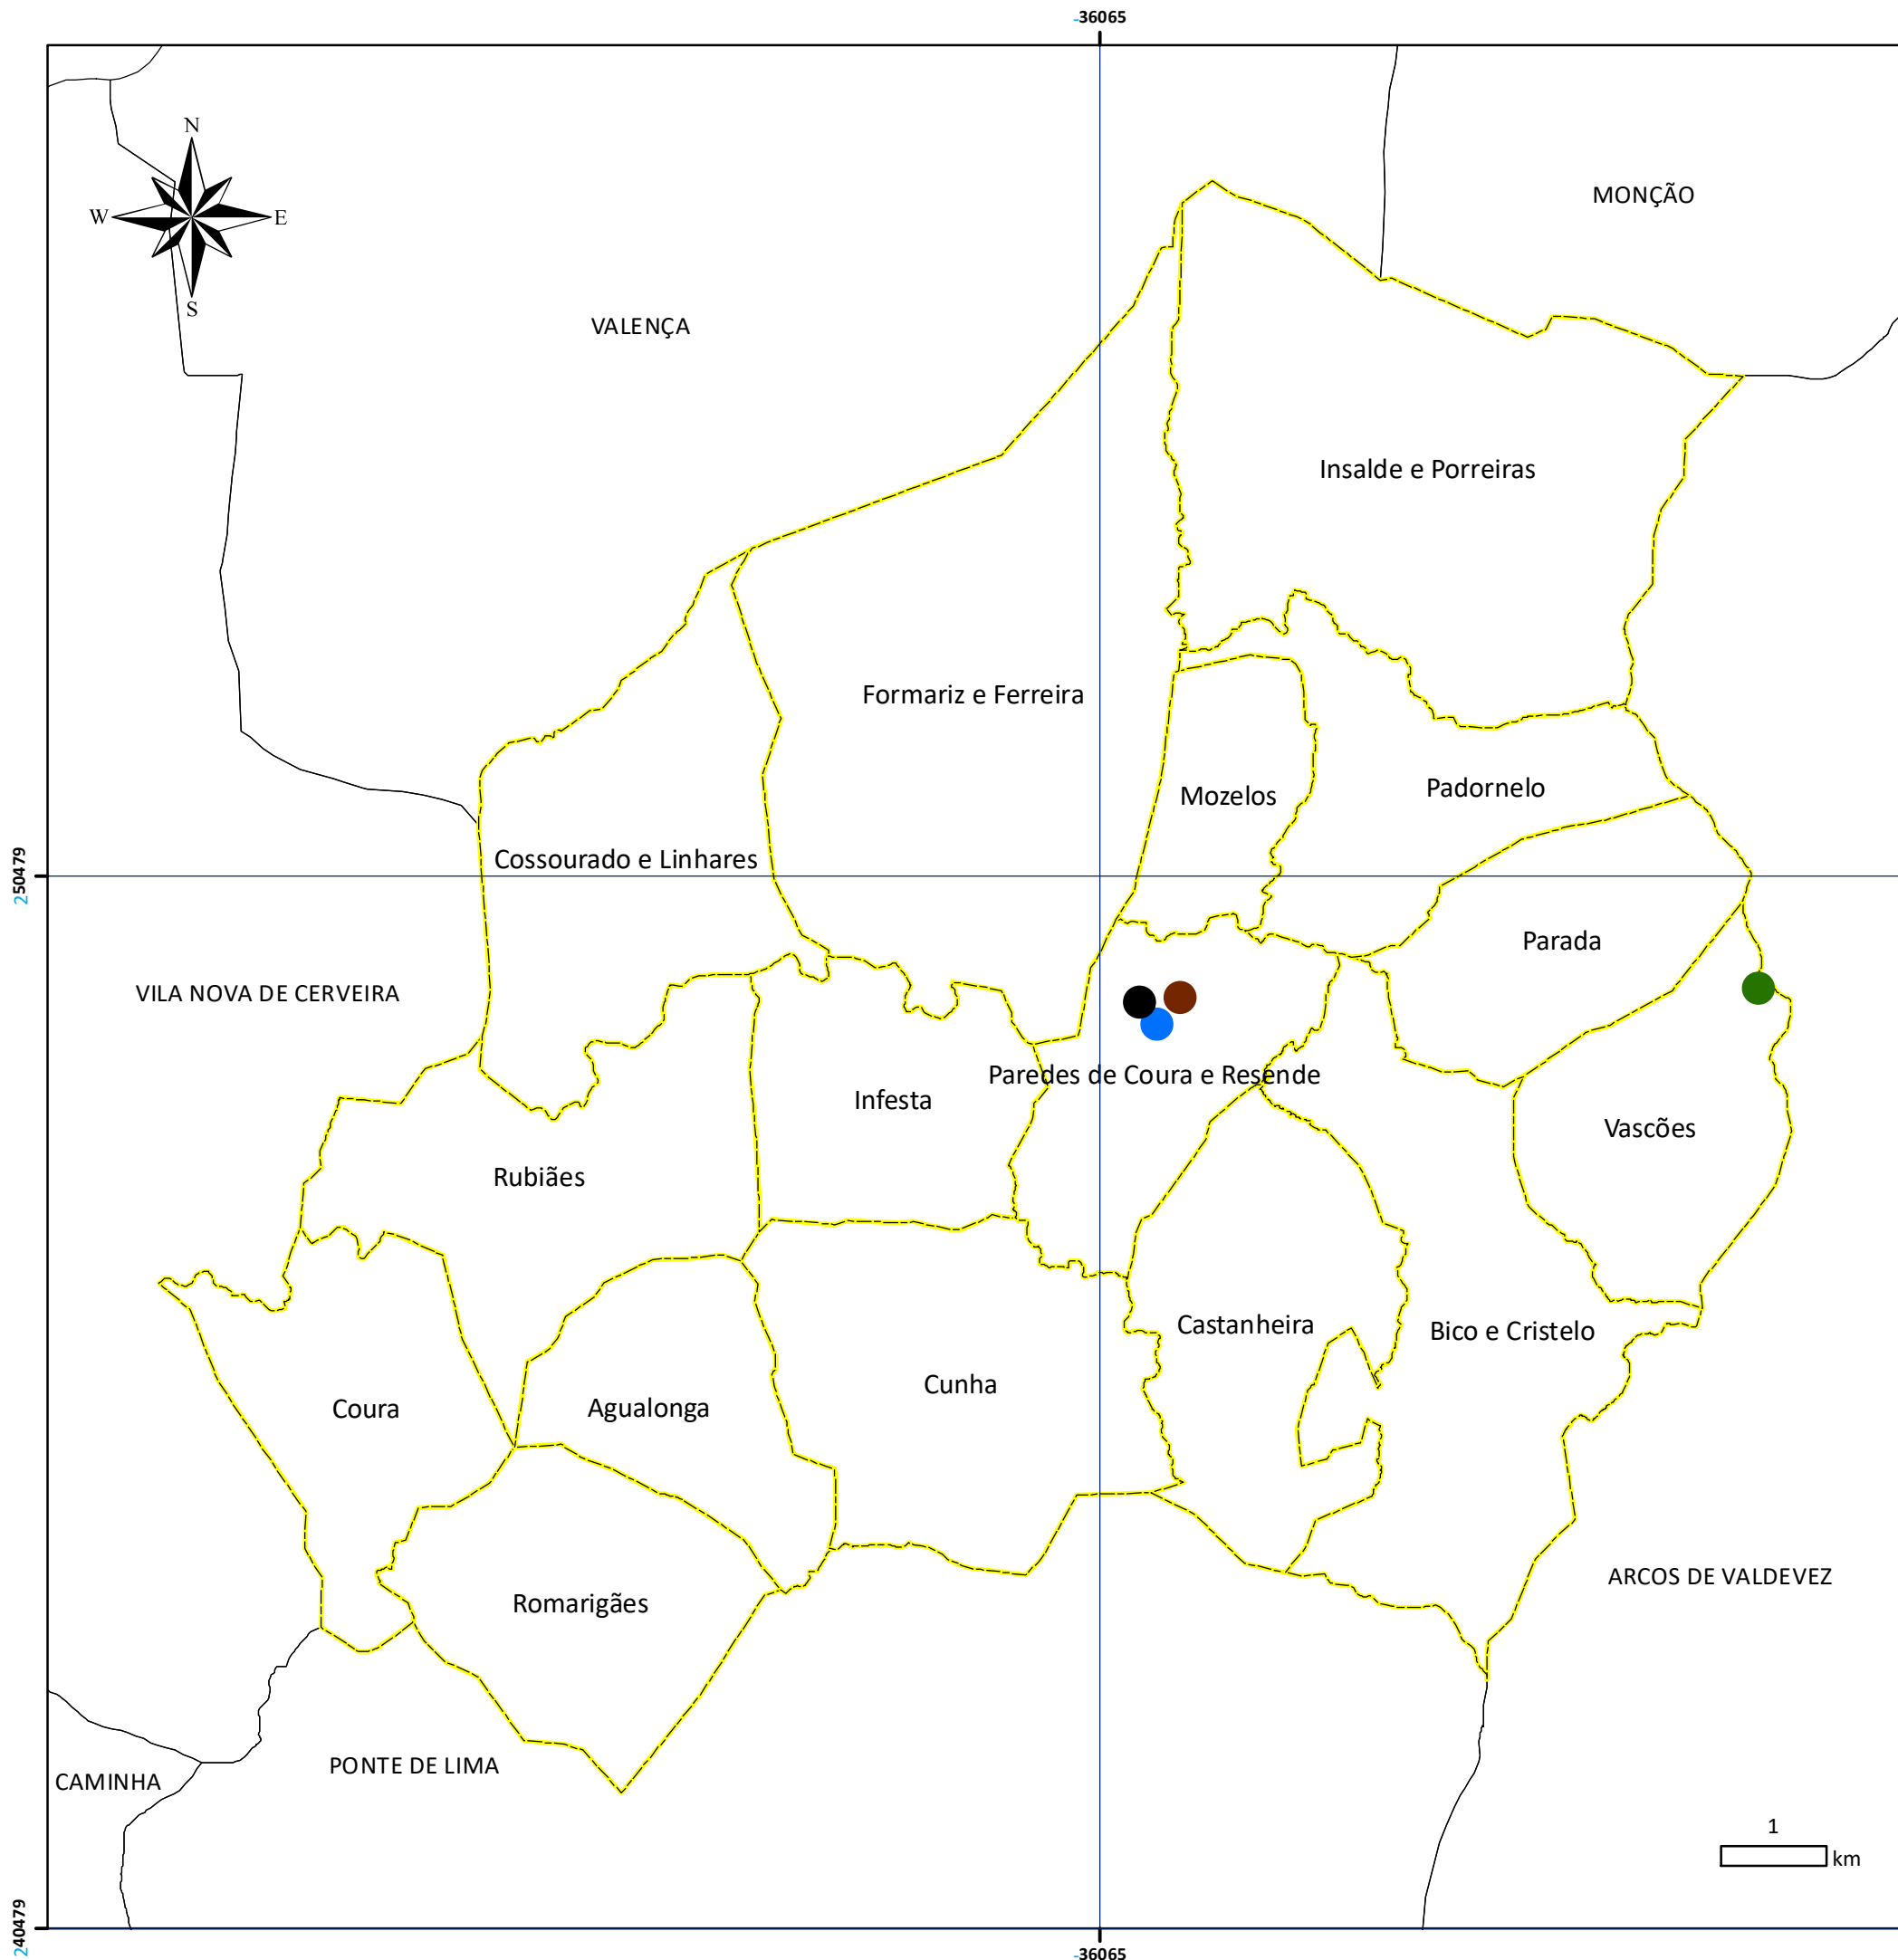 -36065
N
W E
S
MONÇÃO
VALENÇA
Insalde e Porreiras
Formariz e Ferreira
Mozelos
Padornelo
Cossourado e Linhares
250479
Parada
VILA NOVA DE CERVEIRA
Paredes de Coura e Resende
Infesta
Vascões
Rubiães
Castanheira
Bico e Cristelo
Cunha
Coura
Agualonga
ARCOS DE VALDEVEZ
Romarigães
PONTE DE LIMA
CAMINHA
1
km
240479
-36065